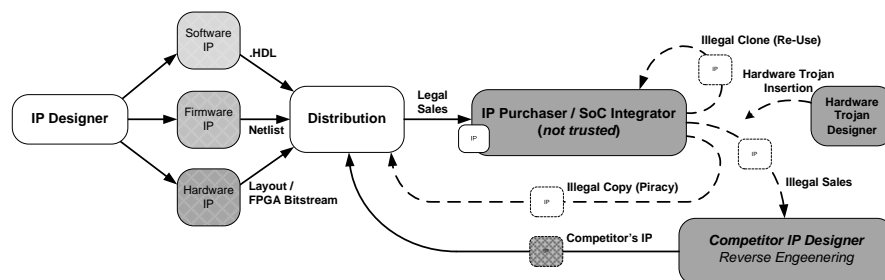 Software
IP
.HDL
IP Designer
Firmware
IP
Netlist
Hardware
IP
Layout /
FPGA Bitstream
Distribution
Legal
Sales
IP
IP Purchaser / SoC Integrator
(not trusted)
Illegal Clone (Re-Use)
IP
Hardware Trojan
Insertion
Hardware
Trojan
Designer
IP
Illegal Sales
IP
Illegal Copy (Piracy)
Competitor's IP
Competitor IP Designer
Reverse Engeenering